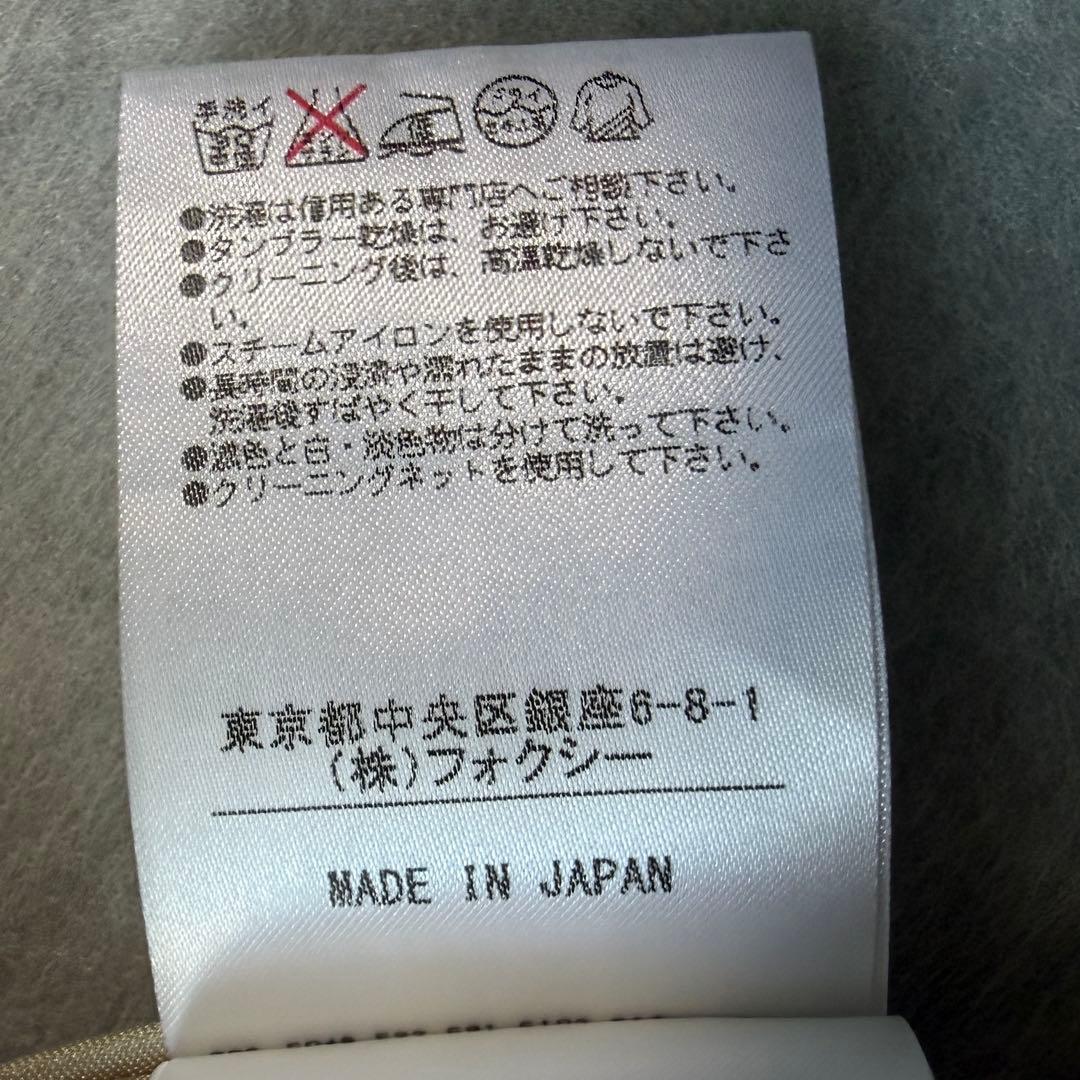 手洗イ
●洗濯は信用ある専門店へご相談下さい。
●タンブラー乾燥は、お避け下さい。
●クリーニング後は、高温乾燥しないで下さ
い。
●スチームアイロンを使用しないで下さい。
●長時間の浸漬や濡れたままの放置は避け、
洗濯後すばやく干して下さい。
●濃色と白・淡色物は分けて洗って下さい。
●クリーニングネットを使用して下さい。
東京都中央区銀座6-8-1
(株)フォクシー
MADE IN JAPAN